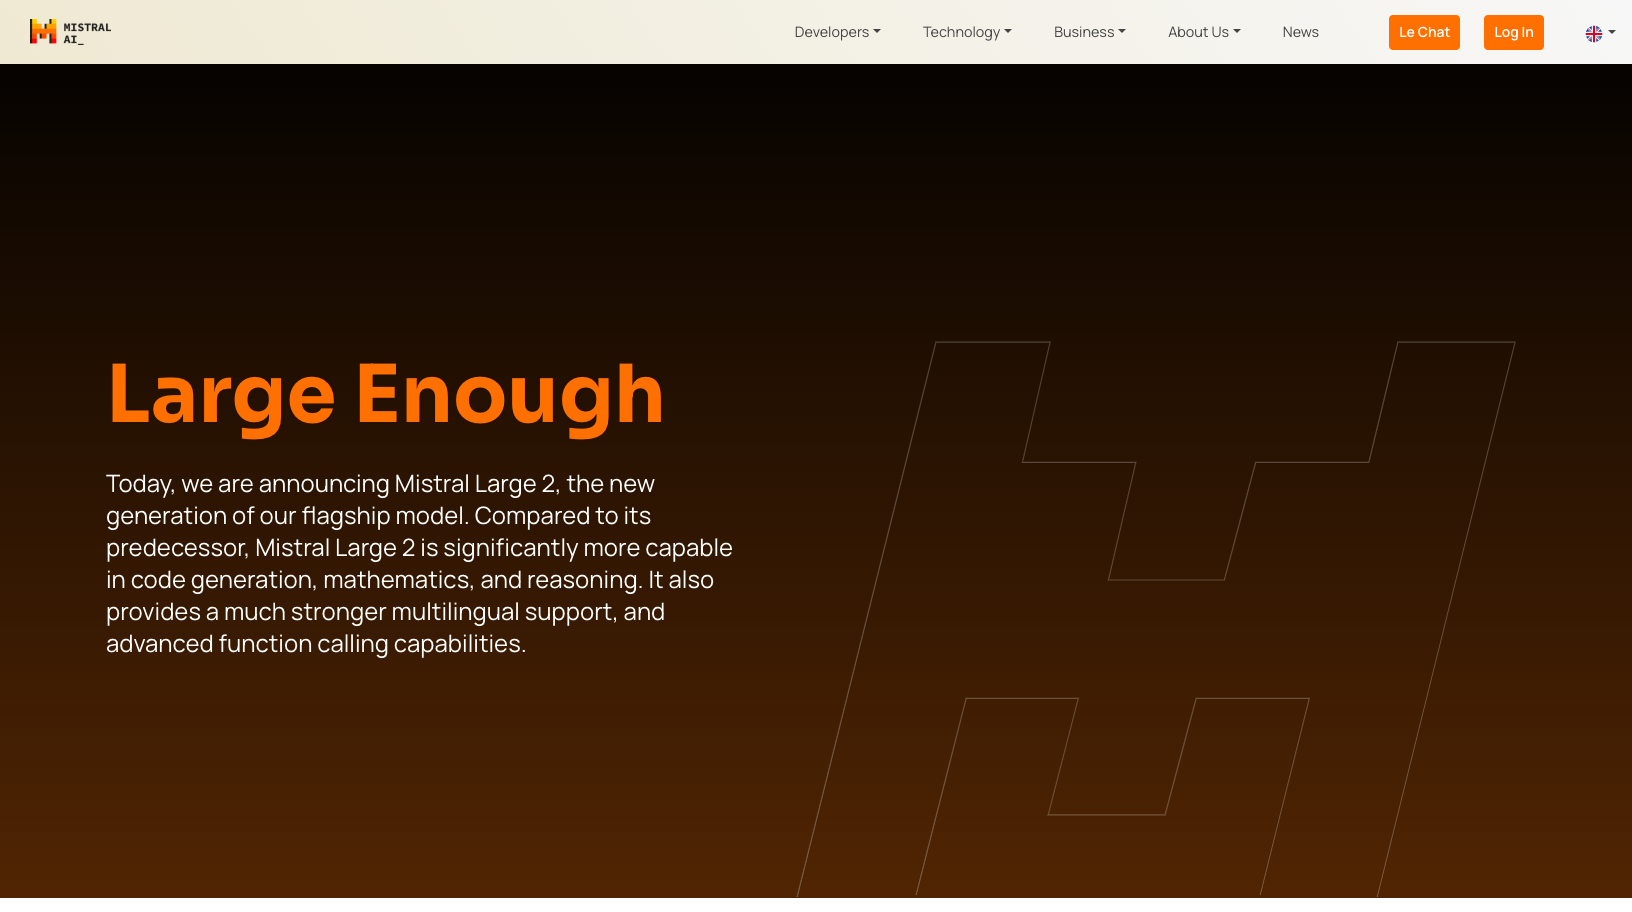 MISTRAL
AI_
Developers
Technology
Business
About Us
News
Le Chat
Log In
Large Enough
Today, we are announcing Mistral Large 2, the new
generation of our flagship model. Compared to its
predecessor, Mistral Large 2 is significantly more capable
in code generation, mathematics, and reasoning. It also
provides a much stronger multilingual support, and
advanced function calling capabilities.